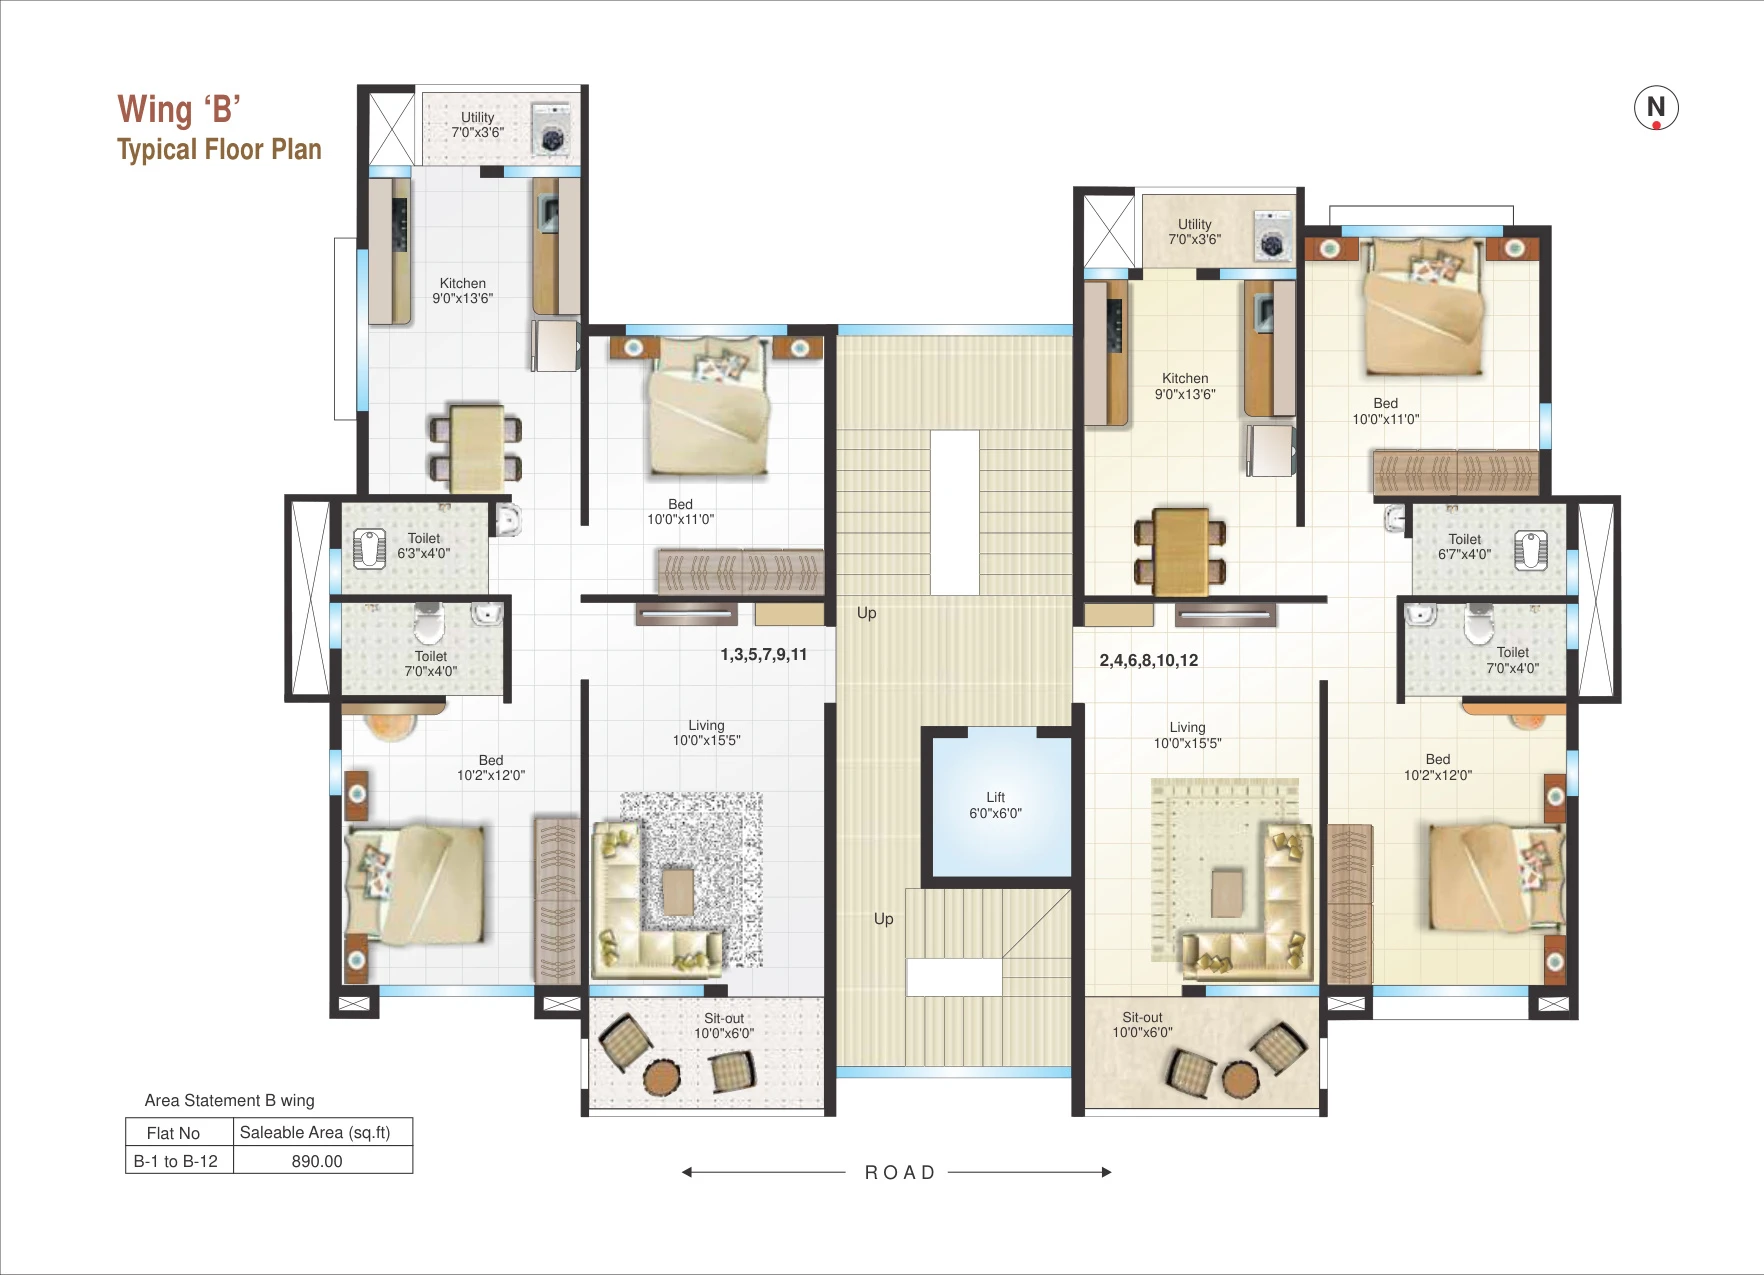 Wing ‘B’
Typical Floor Plan
N
Utility
7'0"x3'6"
Kitchen
9'0"x13'6"
Bed
10'0"x11'0"
Toilet
6'3"x4'0"
Toilet
7'0"x4'0"
Bed
10'2"x12'0"
1,3,5,7,9,11
Living
10'0"x15'5"
Sit-out
10'0"x6'0"
Up
Lift
6'0"x6'0"
Up
Utility
7'0"x3'6"
Kitchen
9'0"x13'6"
Bed
10'0"x11'0"
Toilet
6'7"x4'0"
Toilet
7'0"x4'0"
2,4,6,8,10,12
Living
10'0"x15'5"
Bed
10'2"x12'0"
Sit-out
10'0"x6'0"
Area Statement B wing
Flat No Saleable Area (sq.ft)
B-1 to B-12 890.00
ROAD